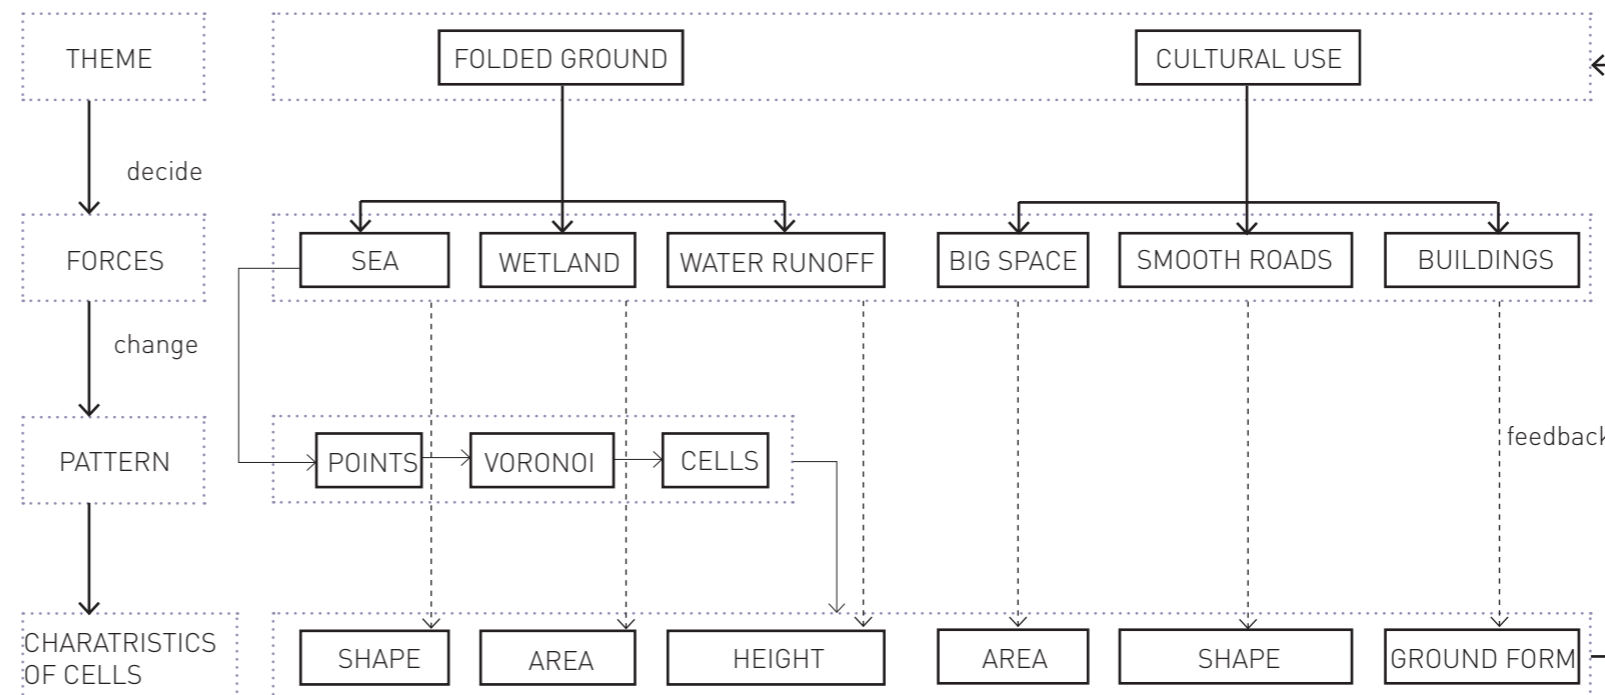 THEME
FOLDED GROUND
CULTURAL USE
decide
FORCES
SEA
WETLAND
WATER RUNOFF
BIG SPACE
SMOOTH ROADS
BUILDINGS
change
PATTERN
POINTS
VORONOI
CELLS
feedback
CHARATRISTICS
OF CELLS
SHAPE
AREA
HEIGHT
AREA
SHAPE
GROUND FORM